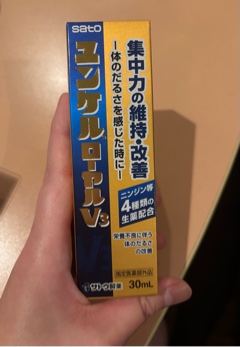 sato
ユンケルローヤルV3
集中力の維持・改善
ー体のだるさを感じた時にー
ニンジン等
4種類の
生薬配合
栄養不良に伴う
体のだるさ
の改善
指定医薬部外品
サトウ製薬
30mL